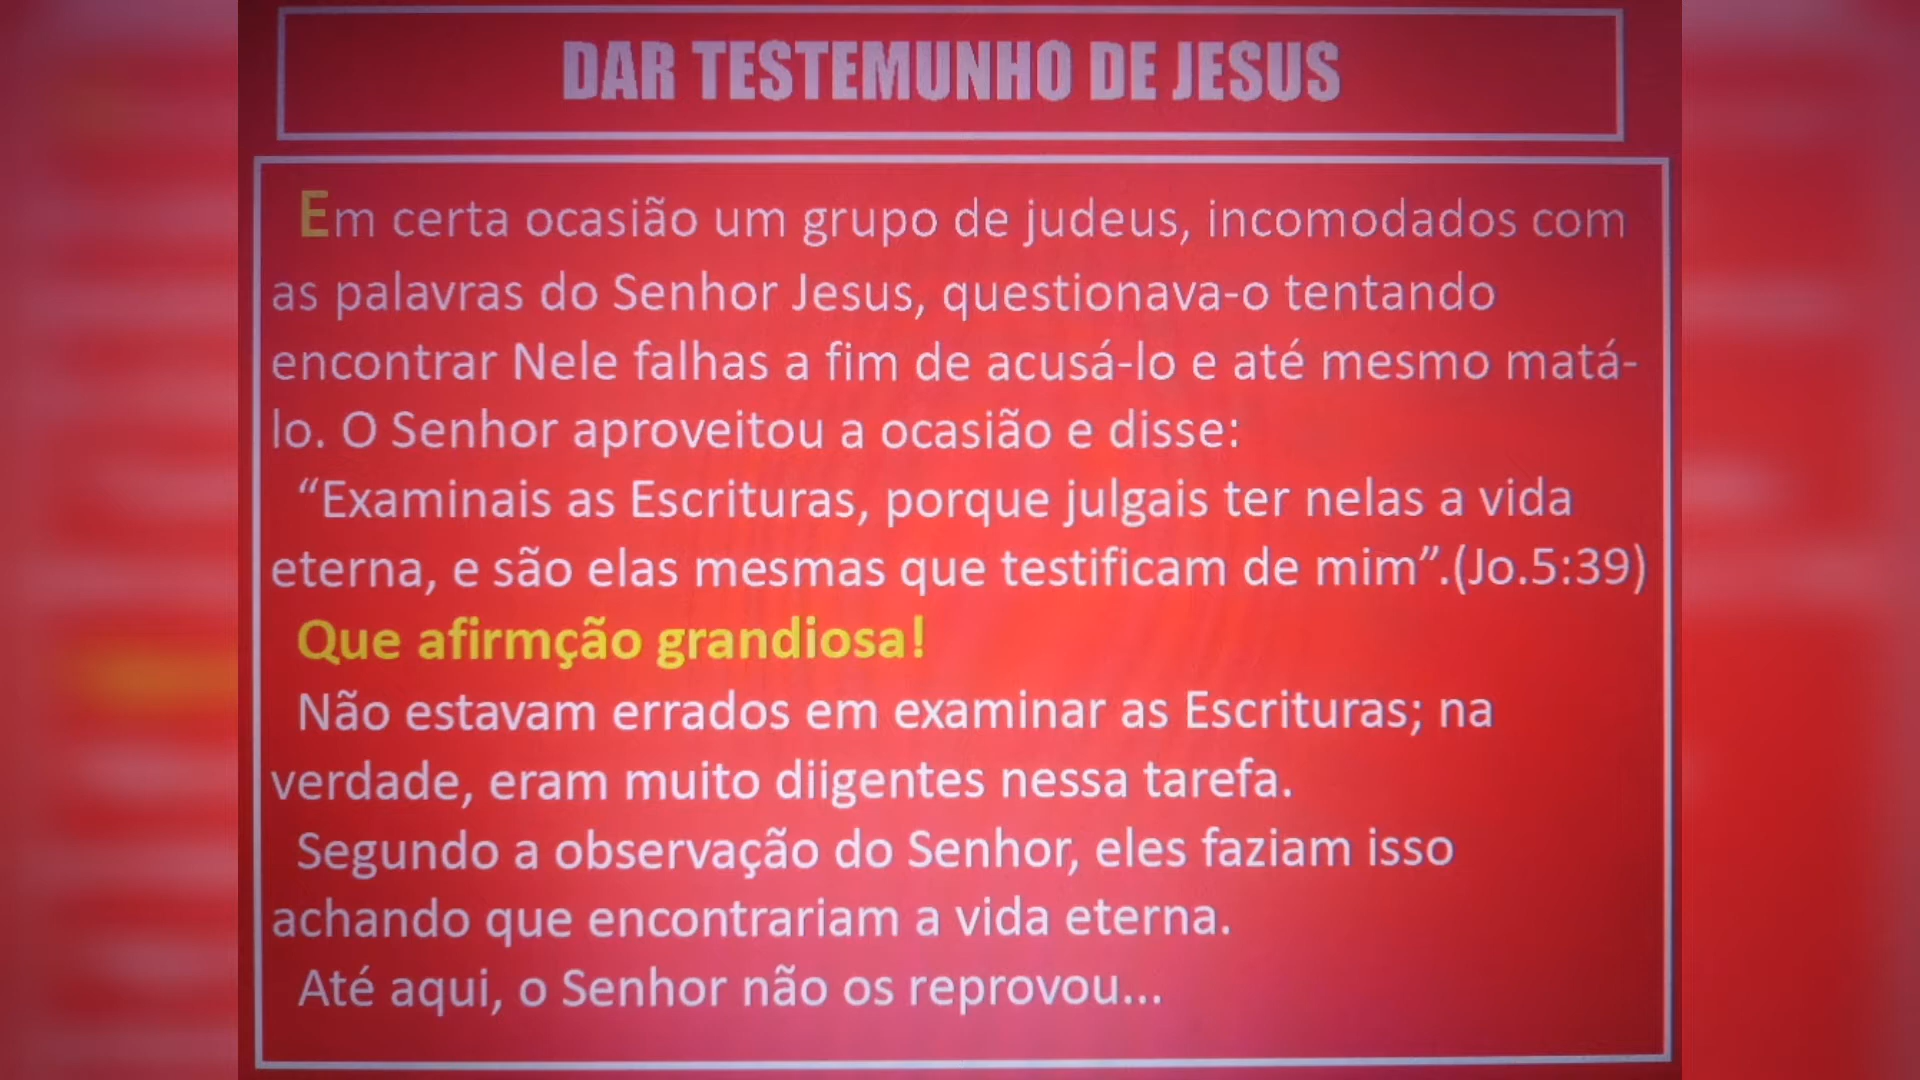 DAR TESTEMUNHO DE JESUS
Em certa ocasião um grupo de judeus, incomodados com
as palavras do Senhor Jesus, questionava-o tentando
encontrar Nele falhas a fim de acusá-lo e até mesmo matá-
lo. O Senhor aproveitou a ocasião e disse:
“Examinais as Escrituras, porque julgais ter nelas a vida
eterna, e são elas mesmas que testificam de mim”.(Jo.5:39)
Que afirmção grandiosa!
Não estavam errados em examinar as Escrituras; na
verdade, eram muito diigentes nessa tarefa.
Segundo a observação do Senhor, eles faziam isso
achando que encontrariam a vida eterna.
Até aqui, o Senhor não os reprovou...